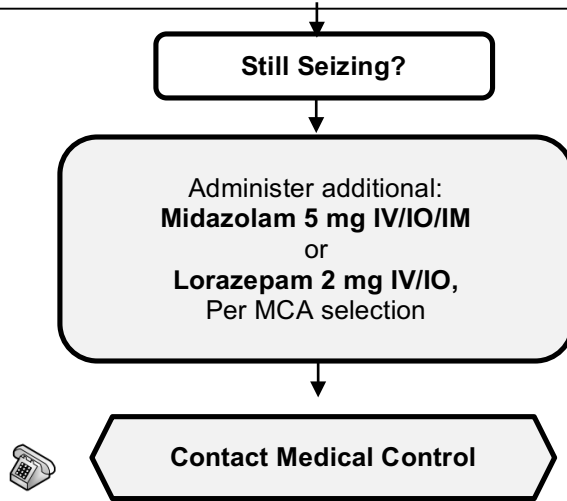 Still Seizing?
Administer additional:
Midazolam 5 mg IV/IO/IM
or
Lorazepam 2 mg IV/IO,
Per MCA selection
Contact Medical Control